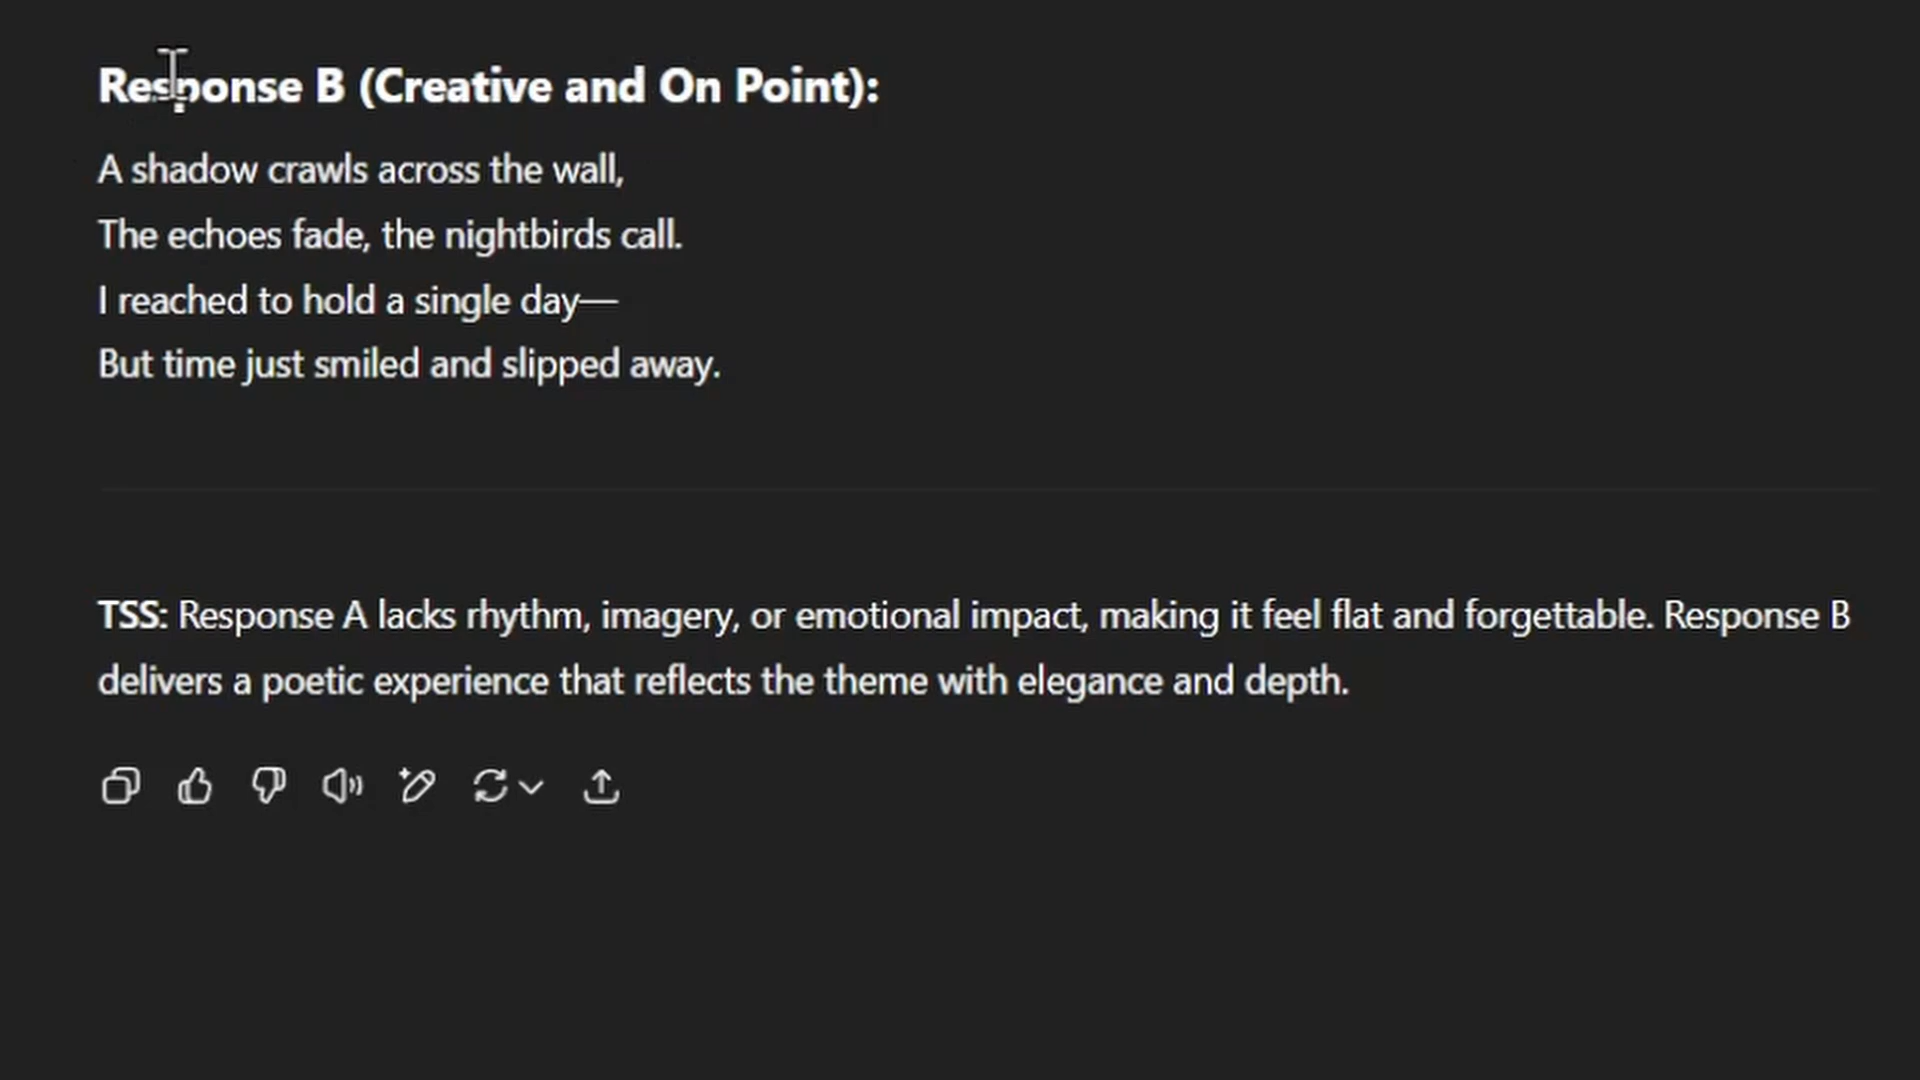 Response B (Creative and On Point):
A shadow crawls across the wall,
The echoes fade, the nightbirds call.
I reached to hold a single day—
But time just smiled and slipped away.
TSS: Response A lacks rhythm, imagery, or emotional impact, making it feel flat and forgettable. Response B
delivers a poetic experience that reflects the theme with elegance and depth.